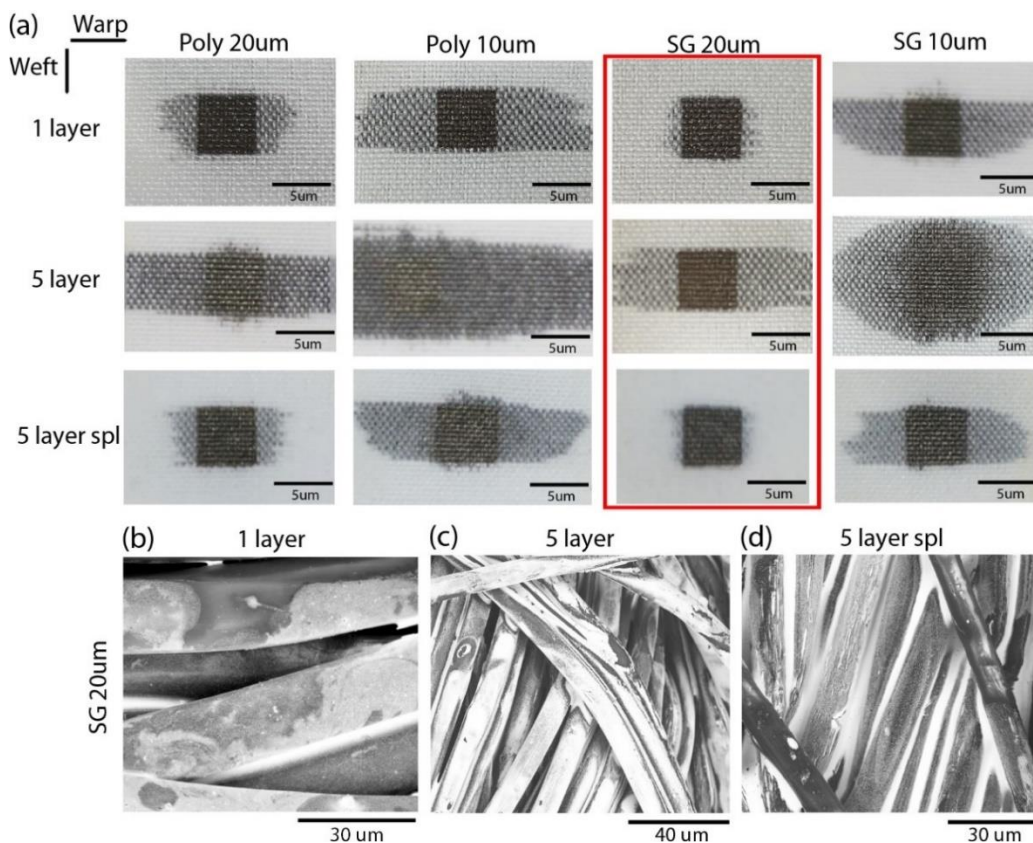 (a) Warp
Weft
Poly 20um Poly 10um SG 20um SG 10um
1 layer
5um 5um 5um 5um
5 layer
5um 5um 5um 5um
5 layer spl
5um 5um 5um 5um
(b) 1 layer (c) 5 layer (d) 5 layer spl
SG 20um
30 um 40 um 30 um